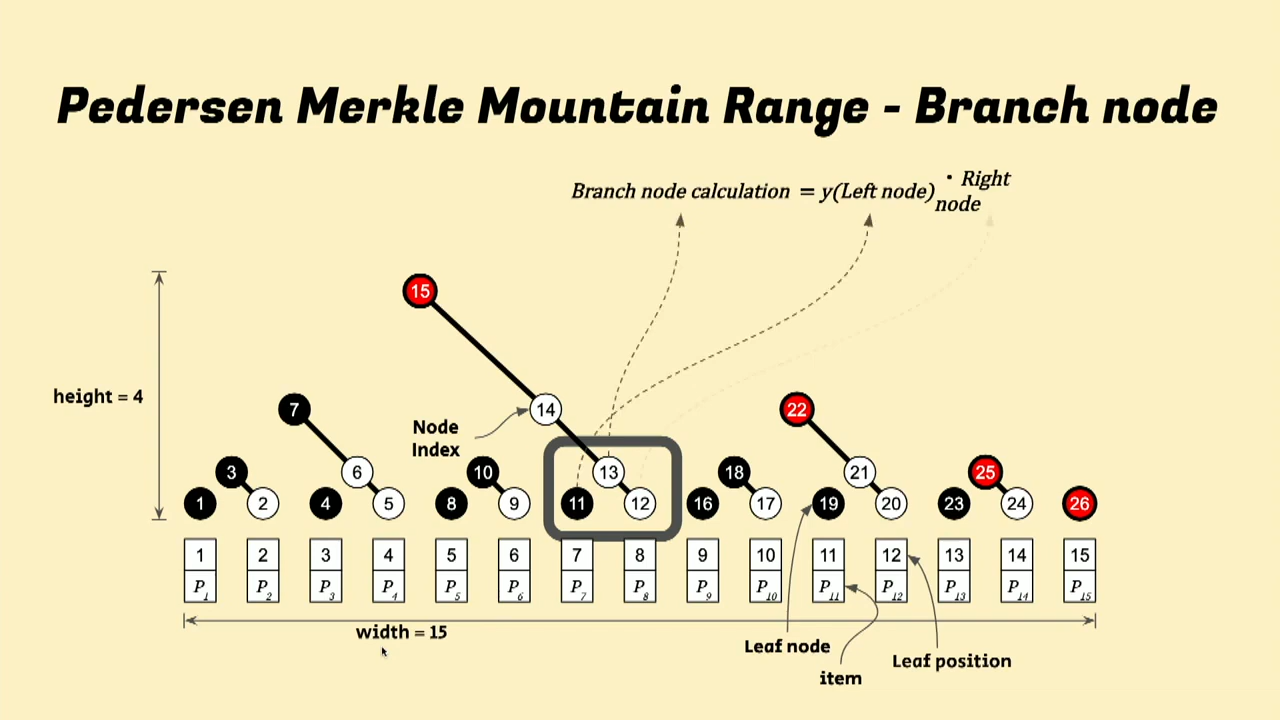 Pedersen Merkle Mountain Range - Branch node
Branch node calculation = y(Left node) · Right
node
15
height = 4
7
14
22
Node
Index
3
6
10
13
18
21
25
1
2
4
5
8
9
11
12
16
17
19
20
23
24
26
1 2 3 4 5 6 7 8 9 10 11 12 13 14 15
P1 P2 P3 P4 P5 P6 P7 P8 P9 P10 P11 P12 P13 P14 P15
width = 15
Leaf node
Leaf position
item